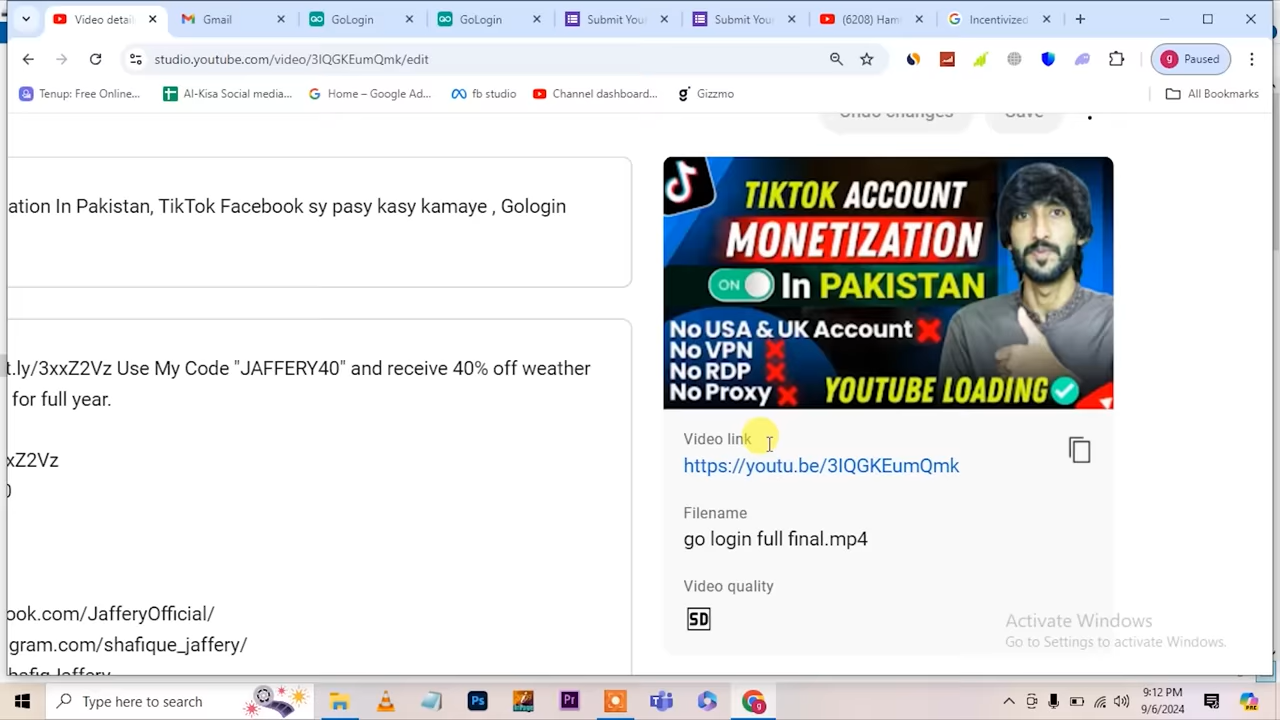 Video detai
Gmail
GoLogin
GoLogin
Submit Your
Submit Your
(6208) Ham
Incentivized
studio.youtube.com/video/3IQGKEumQmk/edit
Paused
Tenup: Free Online...
Al-Kisa Social media...
Home – Google Ad...
fb studio
Channel dashboard...
Gizzmo
All Bookmarks
Undo changes
Save
ation In Pakistan, TikTok Facebook sy pasy kasy kamaye , Gologin
TIKTOK ACCOUNT
MONETIZATION
ON In PAKISTAN
No USA & UK Account
No VPN
No RDP
No Proxy
YOUTUBE LOADING
t.ly/3xxZ2Vz Use My Code "JAFFERY40" and receive 40% off weather
for full year.
xZ2Vz
0
Video link
https://youtu.be/3IQGKEumQmk
Filename
go login full final.mp4
Video quality
SD
ook.com/JafferyOfficial/
gram.com/shafique_jaffery/
hafiqJaffery
Activate Windows
Go to Settings to activate Windows.
Type here to search
9:12 PM
9/6/2024